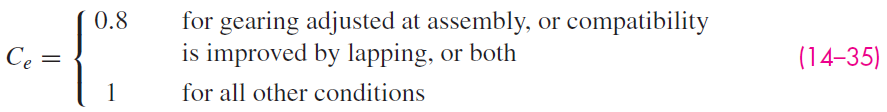 0.8 for gearing adjusted at assembly, or compatibility
C_e = is improved by lapping, or both (14–35)
1 for all other conditions